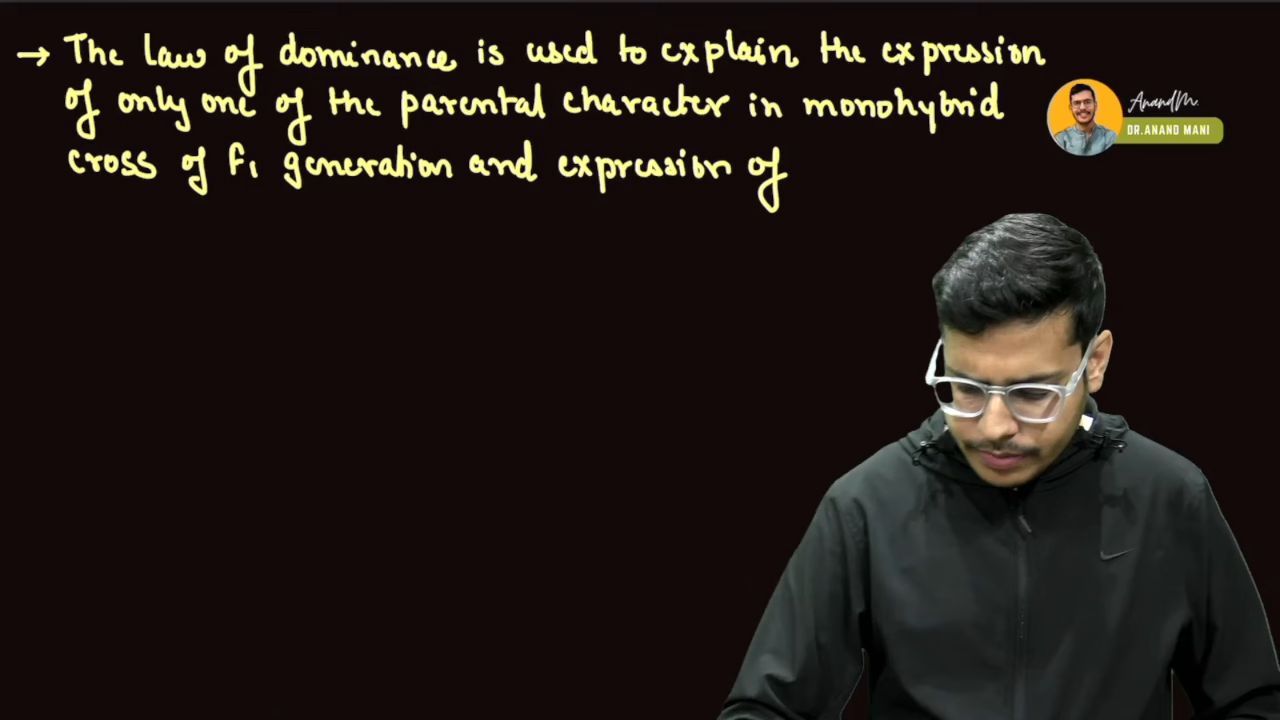 → The law of dominance is used to explain the expression
of only one of the parental character in monohybrid
cross of F₁ generation and expression of
AnandM.
DR.ANAND MANI